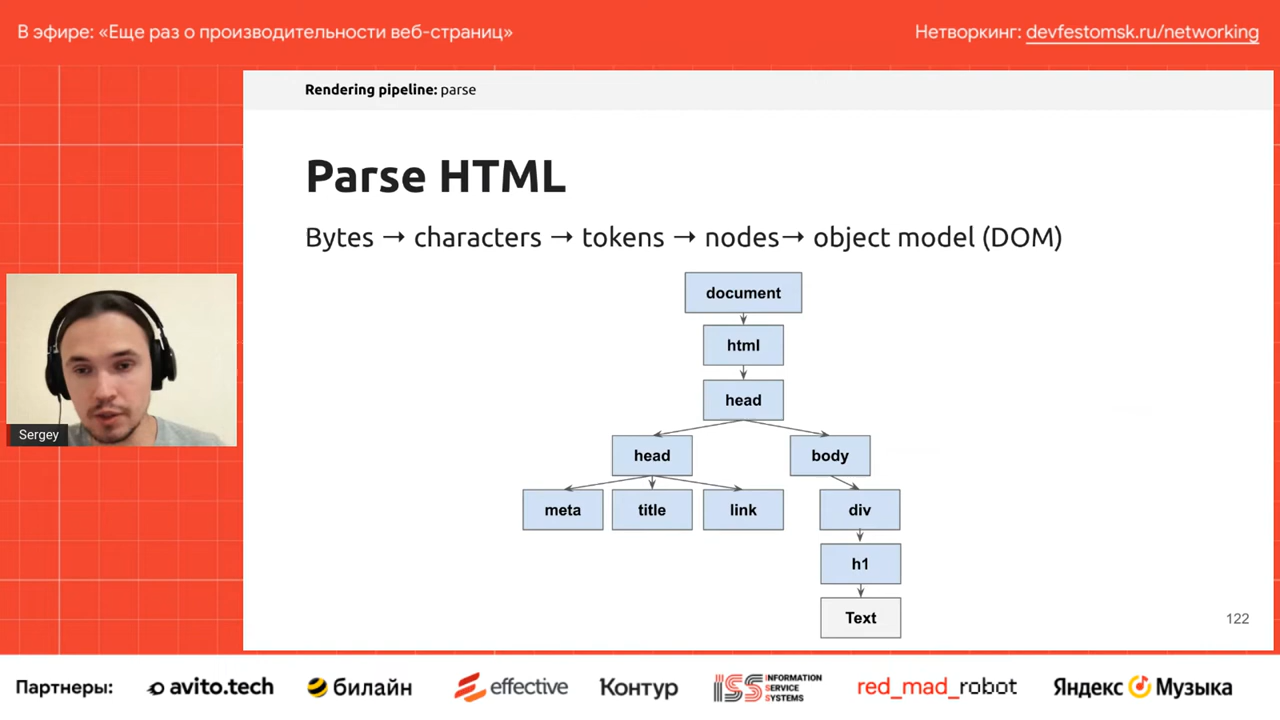 В эфире: «Еще раз о производительности веб-страниц»
Нетворкинг: devfestomsk.ru/networking
Rendering pipeline: parse
Parse HTML
Bytes → characters → tokens → nodes→ object model (DOM)
document
html
head
head
body
meta
title
link
div
h1
Text
Sergey
122
Партнеры:
avito.tech
билайн
effective
Контур
ISS INFORMATION
SERVICE
SYSTEMS
red_mad_robot
Яндекс Музыка